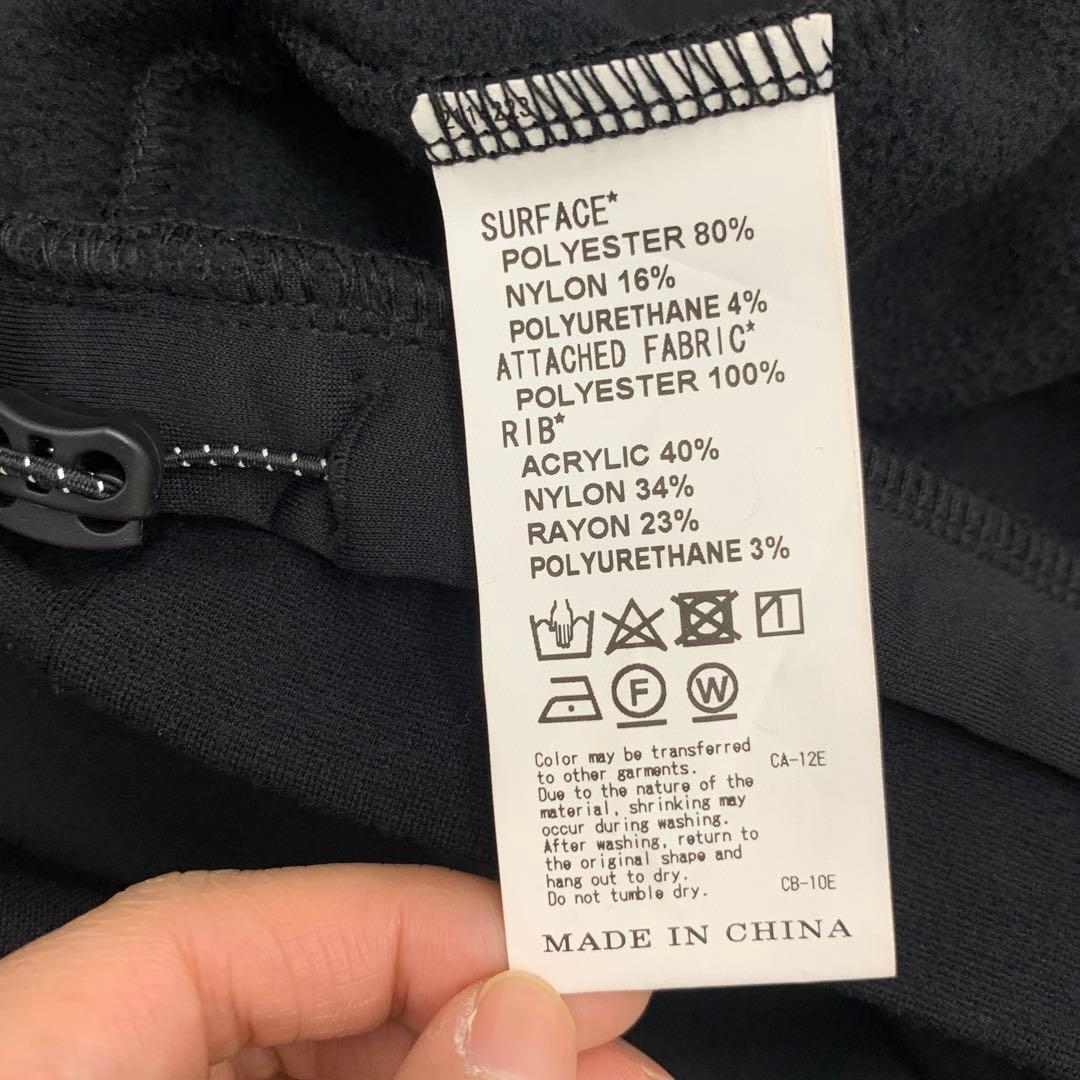 SURFACE*
POLYESTER 80%
NYLON 16%
POLYURETHANE 4%
ATTACHED FABRIC*
POLYESTER 100%
RIB*
ACRYLIC 40%
NYLON 34%
RAYON 23%
POLYURETHANE 3%
F W
Color may be transferred
to other garments. CA-12E
Due to the nature of the
material, shrinking may
occur during washing.
After washing, return to
the original shape and
hang out to dry. CB-10E
Do not tumble dry.
MADE IN CHINA